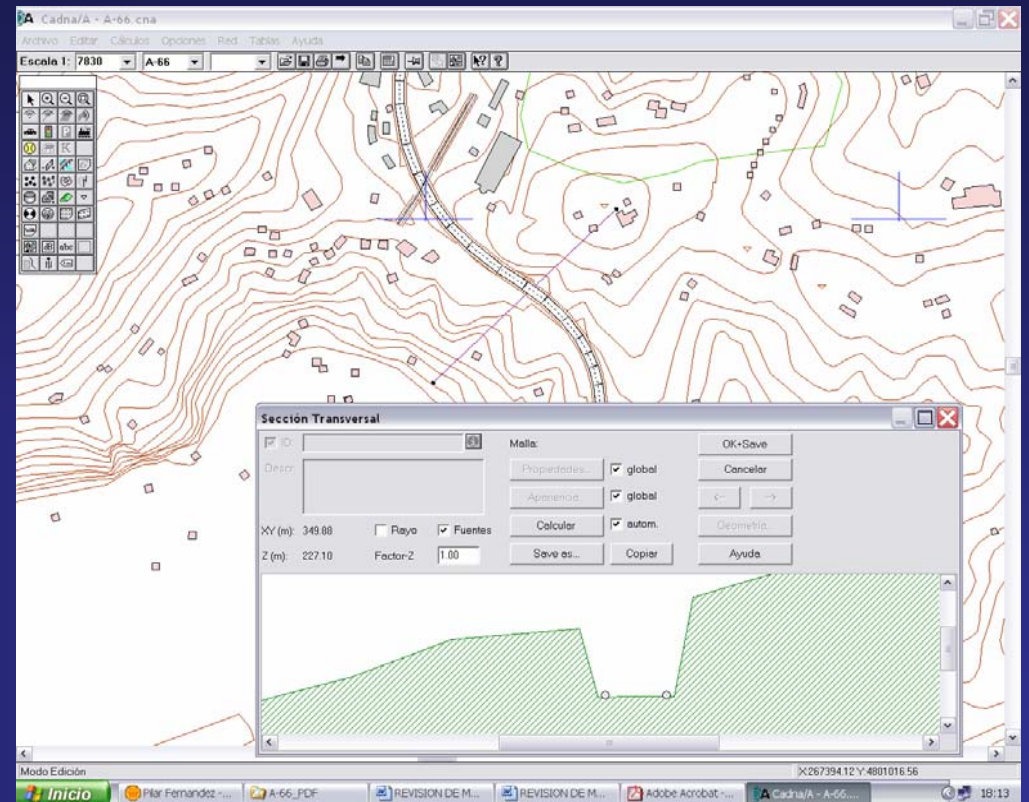 Cadna/A - A-66.cna
Archivo Editar Cálculos Opciones Red Tablas Ayuda
Escala 1: 7830 A-66
abc
Sección Transversal
ID
Descr.
Malla:
OK+Save
Propiedades... global
Cancelar
Apariencia... global
<-- -->
XY (m): 349.88 Rayo Fuentes
Calcular autom.
Geometría...
Z (m): 227.10 Factor-Z 1.00
Save as... Copiar
Ayuda
Modo Edición
X:267394.12 Y:4801016.56
Inicio
Pilar Fernandez -...
A-66_PDF
REVISION DE M...
REVISION DE M...
Adobe Acrobat -...
Cadna/A - A-66....
18:13